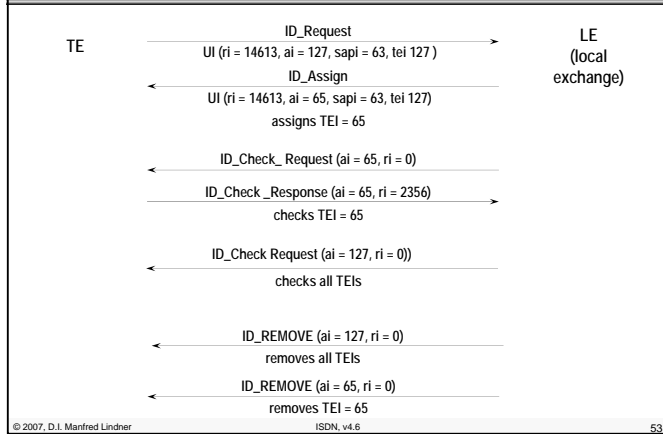 ID_Request
TE
LE
(local
exchange)
UI (ri = 14613, ai = 127, sapi = 63, tei 127 )
ID_Assign
UI (ri = 14613, ai = 65, sapi = 63, tei 127)
assigns TEI = 65
ID_Check_ Request (ai = 65, ri = 0)
ID_Check _Response (ai = 65, ri = 2356)
checks TEI = 65
ID_Check Request (ai = 127, ri = 0))
checks all TEIs
ID_REMOVE (ai = 127, ri = 0)
removes all TEIs
ID_REMOVE (ai = 65, ri = 0)
removes TEI = 65
© 2007, D.I. Manfred Lindner ISDN, v4.6 53